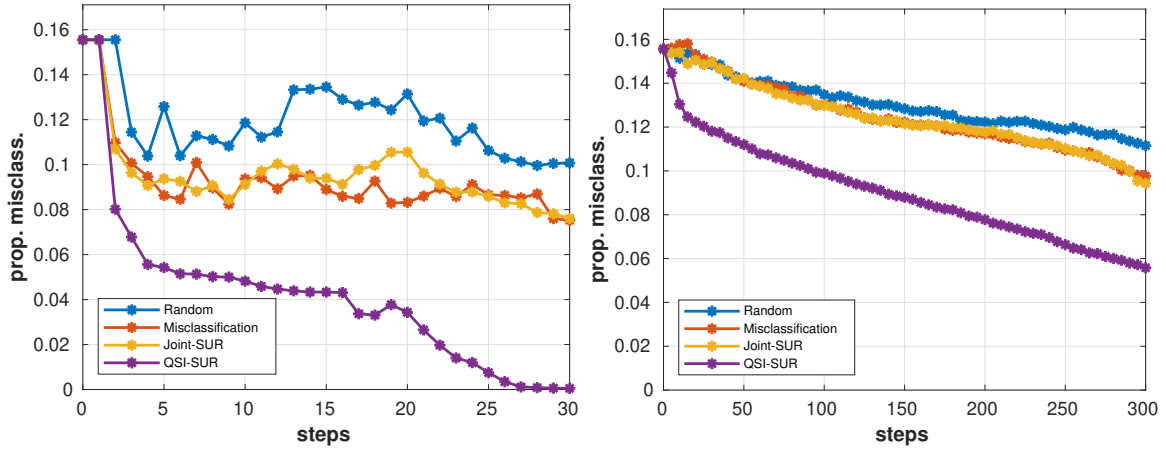 0.16
0.14
0.12
0.1
0.08
0.06
0.04
0.02
0
prop. misclass.
Random
Misclassification
Joint-SUR
QSI-SUR
0 5 10 15 20 25 30
steps
0.16
0.14
0.12
0.1
0.08
0.06
0.04
0.02
0
prop. misclass.
Random
Misclassification
Joint-SUR
QSI-SUR
0 50 100 150 200 250 300
steps